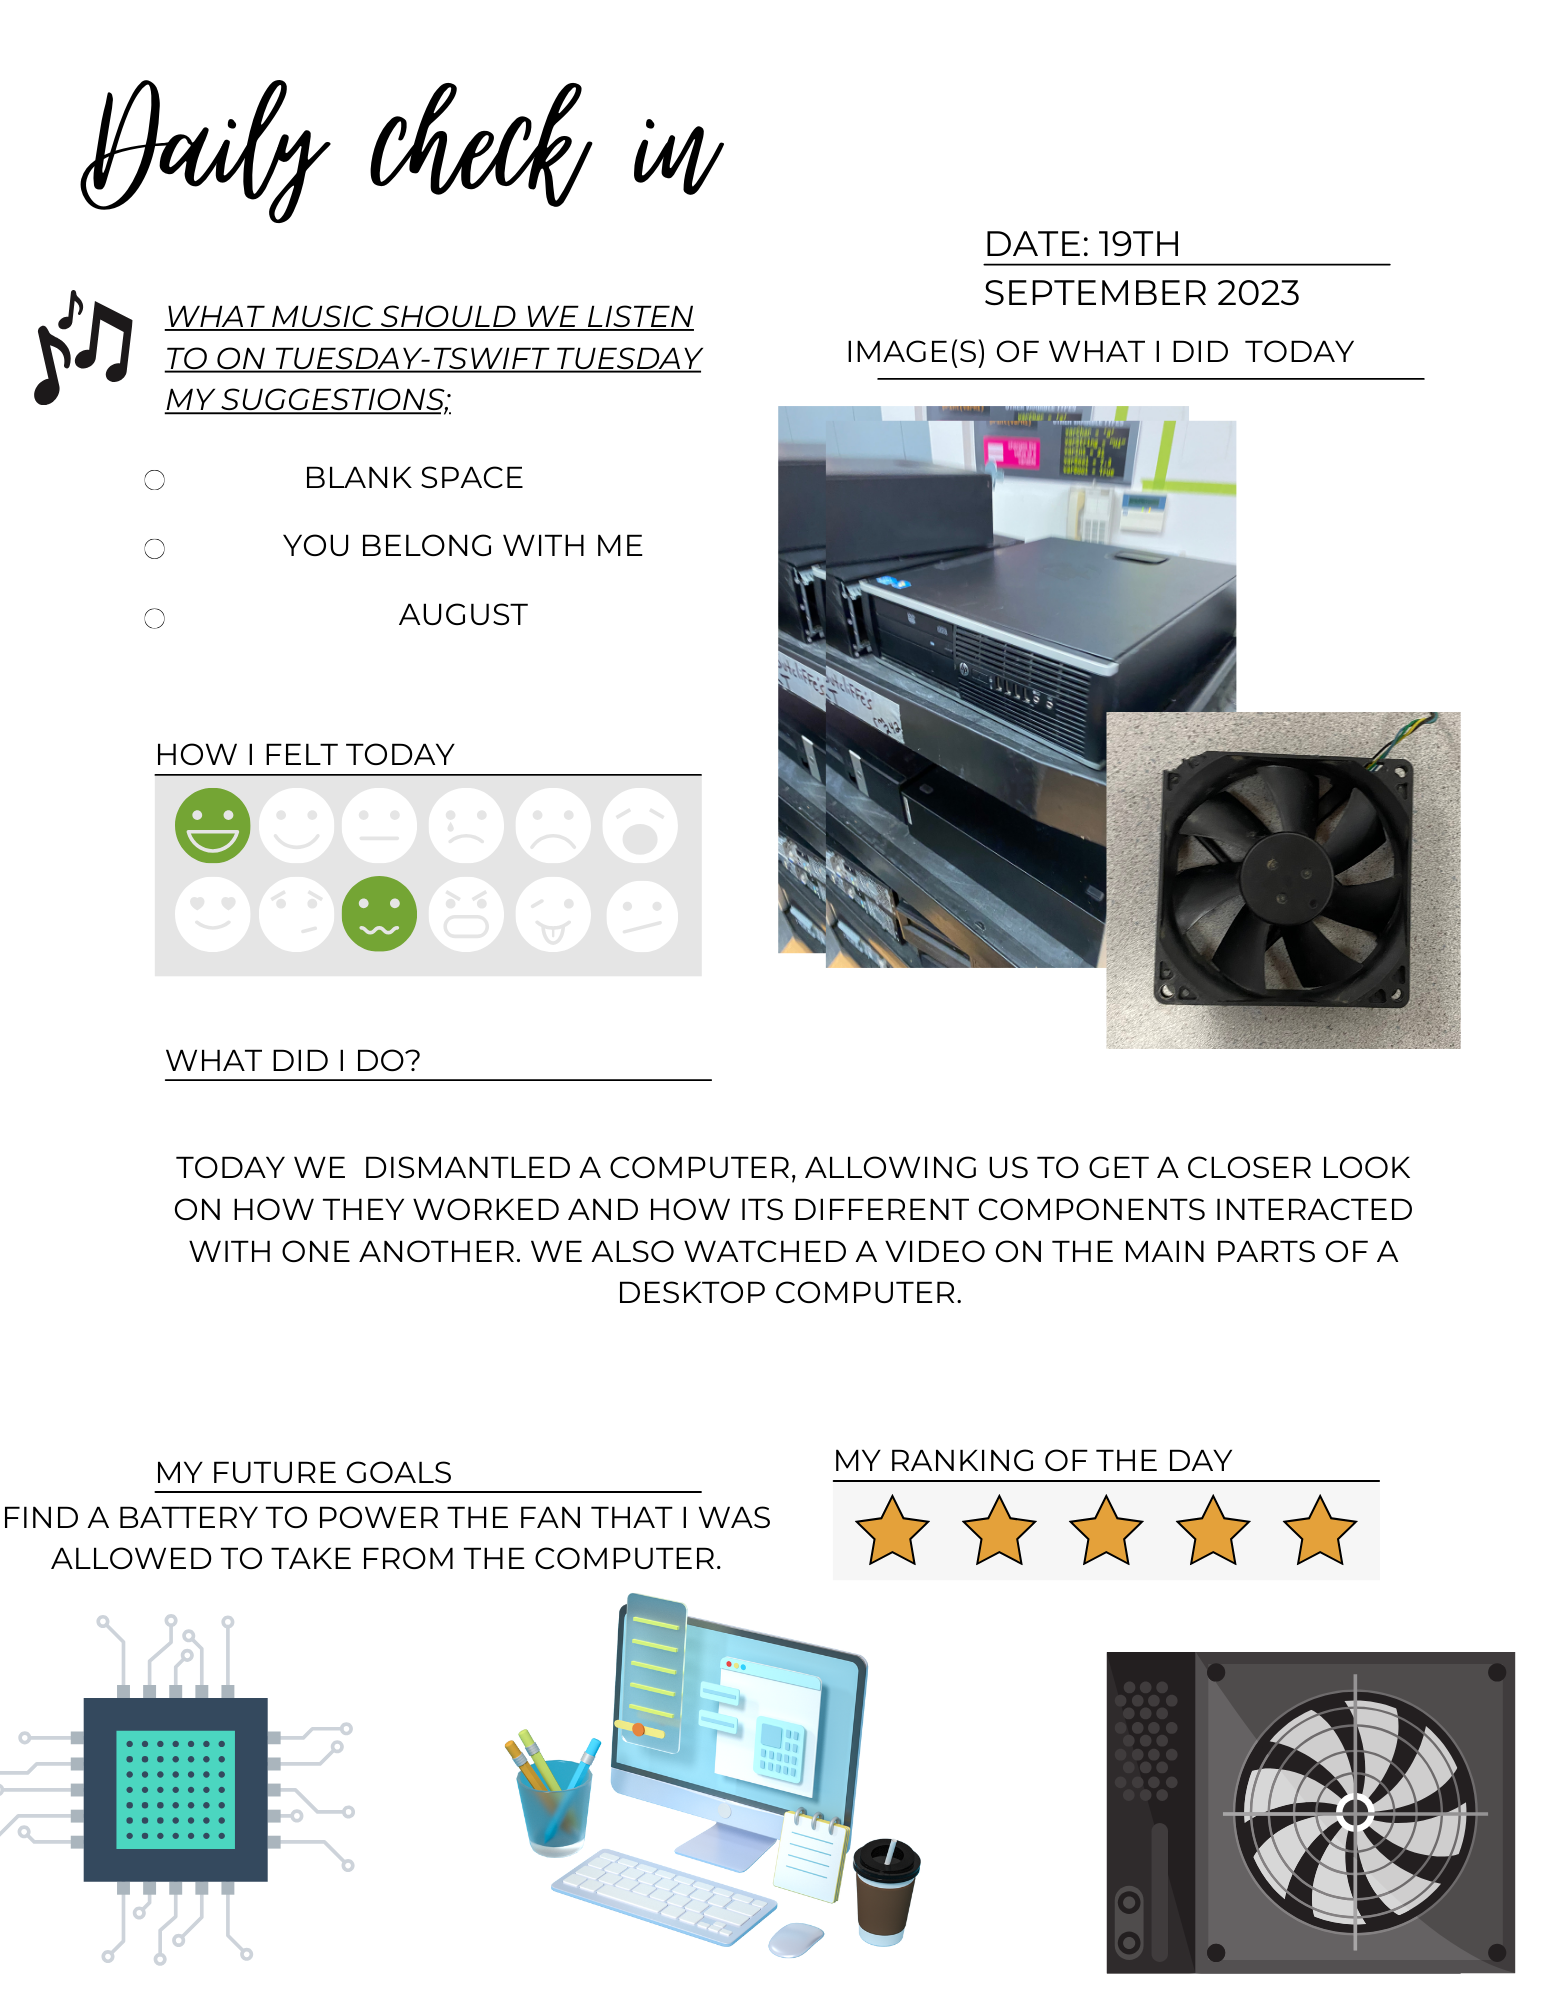 Daily check in
DATE: 19TH
SEPTEMBER 2023
WHAT MUSIC SHOULD WE LISTEN
TO ON TUESDAY-TSWIFT TUESDAY
MY SUGGESTIONS;
BLANK SPACE
YOU BELONG WITH ME
AUGUST
IMAGE(S) OF WHAT I DID TODAY
hp
HOW I FELT TODAY
WHAT DID I DO?
TODAY WE DISMANTLED A COMPUTER, ALLOWING US TO GET A CLOSER LOOK
ON HOW THEY WORKED AND HOW ITS DIFFERENT COMPONENTS INTERACTED
WITH ONE ANOTHER. WE ALSO WATCHED A VIDEO ON THE MAIN PARTS OF A
DESKTOP COMPUTER.
MY FUTURE GOALS
FIND A BATTERY TO POWER THE FAN THAT I WAS
ALLOWED TO TAKE FROM THE COMPUTER.
MY RANKING OF THE DAY